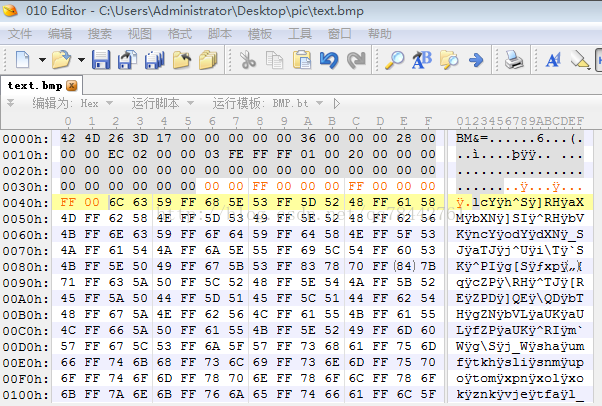 010 Editor - C:\Users\Administrator\Desktop\pic\text.bmp
文件 编辑 搜索 视图 格式 脚本 模板 工具 窗口 帮助
text.bmp
编辑为: Hex 运行脚本 运行模板: BMP.bt
0 1 2 3 4 5 6 7 8 9 A B C D E F 0123456789ABCDEF
0000h: 42 4D 26 3D 17 00 00 00 00 00 36 00 00 00 28 00 BM&=......6...(.
0010h: 00 00 EC 02 00 00 03 FE FF FF 01 00 20 00 00 00 ..ì....þÿÿ.. ...
0020h: 00 00 00 00 00 00 00 00 00 00 00 00 00 00 00 00 ................
0030h: 00 00 00 00 00 00 00 00 FF 00 00 00 FF 00 00 00 ........ÿ...ÿ...
0040h: FF 00 6C 63 59 FF 68 5E 53 FF 5D 52 48 FF 61 58 ÿ.lcYÿh^Sÿ]RHÿaX
0050h: 4D FF 62 58 4E FF 5D 53 49 FF 5E 52 48 FF 62 56 MÿbXNÿ]SIÿ^RHÿbV
0060h: 4B FF 6E 63 59 FF 6F 64 59 FF 64 58 4E FF 5F 53 KÿncYÿodYÿdXNÿ_S
0070h: 4A FF 61 54 4A FF 6A 5E 55 FF 69 5C 54 FF 60 53 JÿaTJÿj^Uÿi\Tÿ`S
0080h: 4B FF 5E 50 49 FF 67 5B 53 FF 83 78 70 FF 84 7B Kÿ^PIÿg[Sÿƒxpÿ„{
0090h: 71 FF 63 5A 50 FF 5C 52 48 FF 5E 54 4A FF 5B 52 qÿcZPÿ\RHÿ^TJÿ[R
00A0h: 45 FF 5A 50 44 FF 5D 51 45 FF 5C 51 44 FF 62 54 EÿZPDÿ]QEÿ\QDÿbT
00B0h: 48 FF 67 5A 4E FF 62 56 4C FF 61 55 4B FF 61 55 HÿgZNÿbVLÿaUKÿaU
00C0h: 4C FF 66 5A 50 FF 61 55 4B FF 5E 52 49 FF 6D 60 LÿfZPÿaUKÿ^RIÿm`
00D0h: 57 FF 67 5C 53 FF 6A 5F 57 FF 73 68 61 FF 75 6D Wÿg\Sÿj_Wÿshaÿum
00E0h: 66 FF 74 6B 68 FF 73 6C 69 FF 73 6E 6D FF 75 70 fÿtkhÿsliÿsnmÿup
00F0h: 6F FF 74 6F 6D FF 78 70 6E FF 78 6F 6C FF 78 6F oÿtomÿxpnÿxolÿxo
0100h: 6B FF 7A 6E 6B FF 76 6A 65 FF 74 66 61 FF 6C 5F kÿznkÿvjeÿtfaÿl_